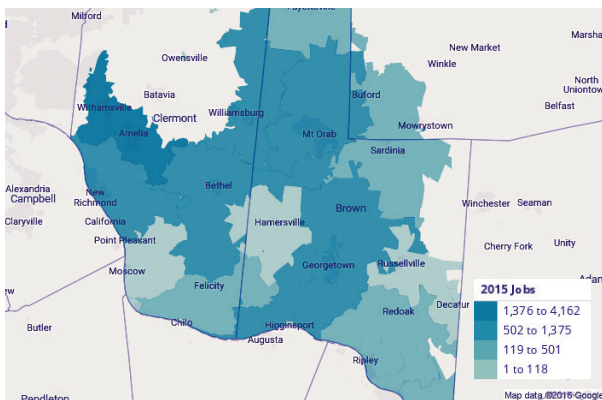 Fayetteville
Milford
Marsha
New Market
Winkle
Owensville
North
Uniontow
Batavia
Buford
Belfast
Withamsville
Williamsburg
Clermont
Amelia
Mt Orab
Mowrystown
Sardinia
Bethel
Alexandria
New
Richmond
Campbell
Winchester
Seaman
Brown
Claryville
California
Hamersville
Point Pleasant
Cherry Fork
Unity
Moscow
Georgetown
Russellville
Adan
ew
Felicity
2015 Jobs
Decatur
1,376 to 4,162
Redoak
Chilo
Higginsport
502 to 1,375
Butler
Augusta
119 to 501
Ripley
1 to 118
Pendleton
Map data ©2016 Google